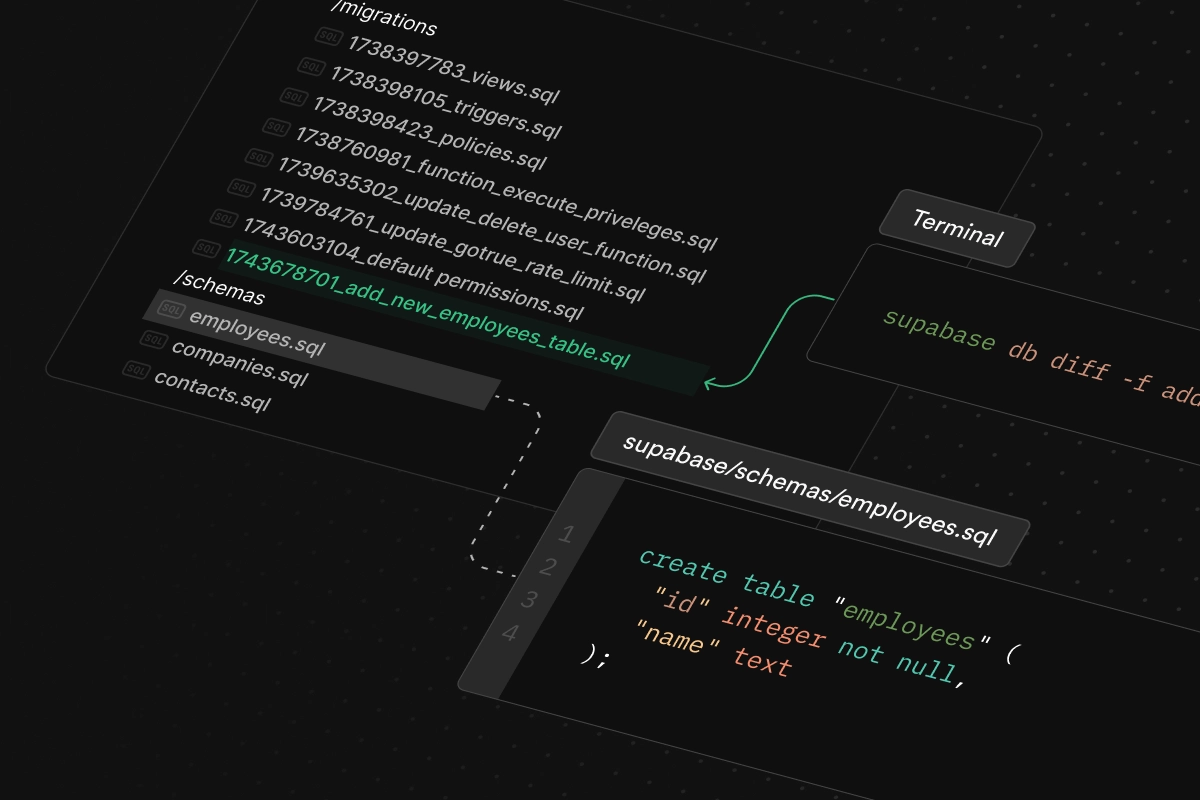 /migrations
SQL 1738397783_views.sql
SQL 1738398105_triggers.sql
SQL 1738398423_policies.sql
SQL 1738760981_function_execute_priveleges.sql
SQL 1739635302_update_delete_user_function.sql
SQL 1739784761_update_gotrue_rate_limit.sql
SQL 1743603104_default permissions.sql
SQL 1743678701_add_new_employees_table.sql
/schemas
SQL employees.sql
SQL companies.sql
SQL contacts.sql
Terminal
supabase db diff -f add
supabase/schemas/employees.sql
1 create table "employees" (
2 "id" integer not null,
3 "name" text
4 );